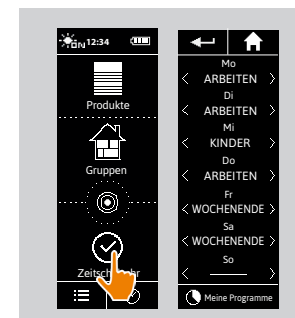 12:34
Produkte
Gruppen
Mo
< ARBEITEN >
Di
< ARBEITEN >
Mi
< KINDER >
Do
< ARBEITEN >
Fr
< WOCHENENDE >
Sa
< WOCHENENDE >
So
Meine Programme